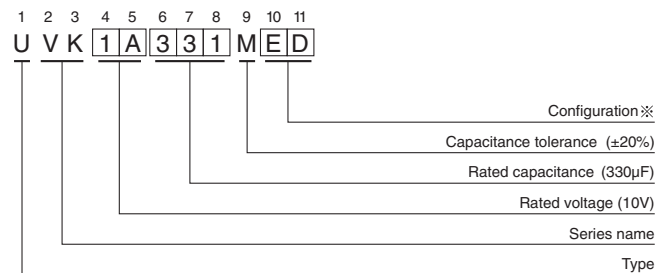 1 2 3 4 5 6 7 8 9 10 11
U V K 1 A 3 3 1 M E D
Configuration※
Capacitance tolerance (±20%)
Rated capacitance (330µF)
Rated voltage (10V)
Series name
Type